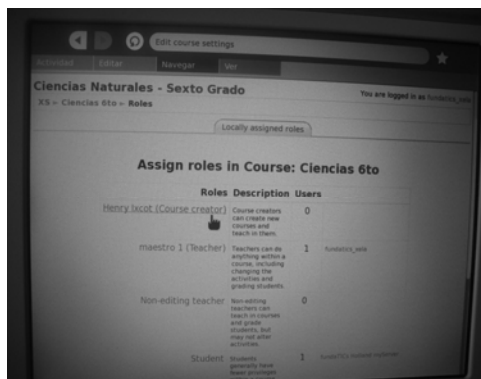 Edit course settings
Actividad Editar Navegar Ver
Ciencias Naturales - Sexto Grado
You are logged in as fundetics_xela
XS ► Ciencias 6to ► Roles
Locally assigned roles
Assign roles in Course: Ciencias 6to
Roles Description Users
Henry Ixcot (Course creator) Course creators 0
can create new
courses and
teach in them.
maestro 1 (Teacher) Teachers can do 1 fundetics_xela
anything within a
course, including
changing the
activities and
grading students.
Non-editing teacher Non-editing 0
teachers can
teach in courses
and grade
students, but
may not alter
activities.
Student Students 1
generally have
fewer privileges